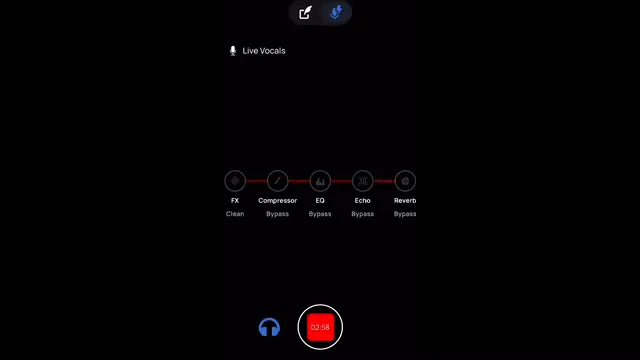 Live Vocals
FX Compressor EQ Echo Reverb
Clean Bypass Bypass Bypass Bypass
02:58